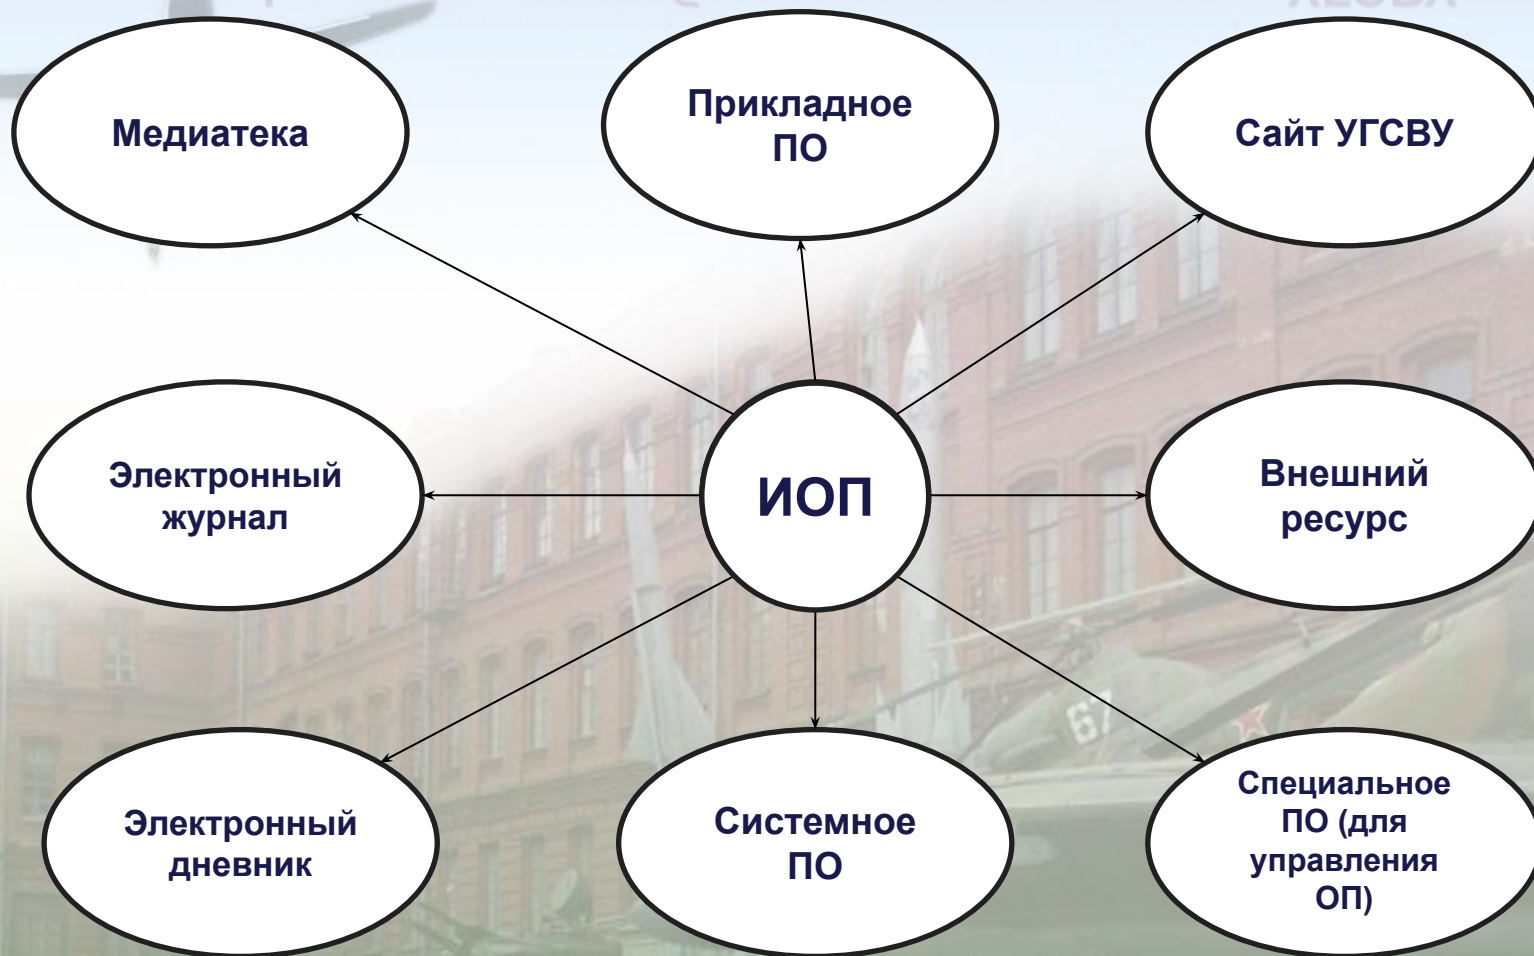 Медиатека
Прикладное
ПО
Сайт УГСВУ
Электронный
журнал
ИОП
Внешний
ресурс
Электронный
дневник
Системное
ПО
Специальное
ПО (для
управления
ОП)
67